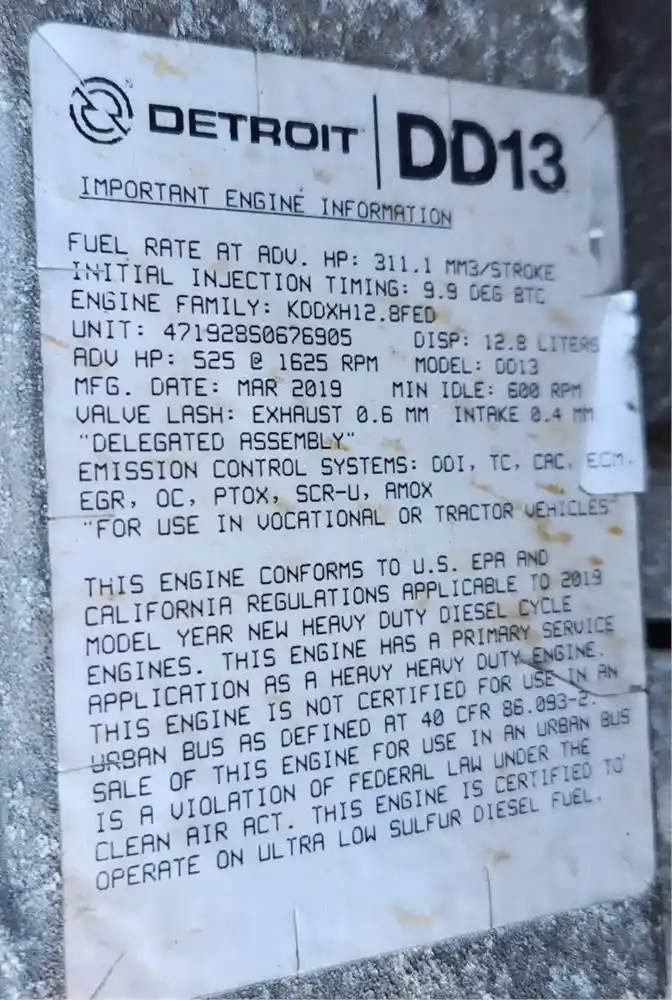 DETROIT DD13
IMPORTANT ENGINE INFORMATION
FUEL RATE AT ADV. HP: 311.1 MM3/STROKE
INITIAL INJECTION TIMING: 9.9 DEG BTC
ENGINE FAMILY: KDDXH12.8FED
UNIT: 471928S0676905 DISP: 12.8 LITERS
ADV HP: 525 @ 1625 RPM MODEL: DD13
MFG. DATE: MAR 2019 MIN IDLE: 600 RPM
VALVE LASH: EXHAUST 0.6 MM INTAKE 0.4 MM
"DELEGATED ASSEMBLY"
EMISSION CONTROL SYSTEMS: DDI, TC, CAC, ECM,
EGR, OC, PTOX, SCR-U, AMOX
"FOR USE IN VOCATIONAL OR TRACTOR VEHICLES"
THIS ENGINE CONFORMS TO U.S. EPA AND
CALIFORNIA REGULATIONS APPLICABLE TO 2019
MODEL YEAR NEW HEAVY DUTY DIESEL CYCLE
ENGINES. THIS ENGINE HAS A PRIMARY SERVICE
APPLICATION AS A HEAVY HEAVY DUTY ENGINE.
THIS ENGINE IS NOT CERTIFIED FOR USE IN AN
URBAN BUS AS DEFINED AT 40 CFR 86.093-2.
SALE OF THIS ENGINE FOR USE IN AN URBAN BUS
IS A VIOLATION OF FEDERAL LAW UNDER THE
CLEAN AIR ACT. THIS ENGINE IS CERTIFIED TO
OPERATE ON ULTRA LOW SULFUR DIESEL FUEL.